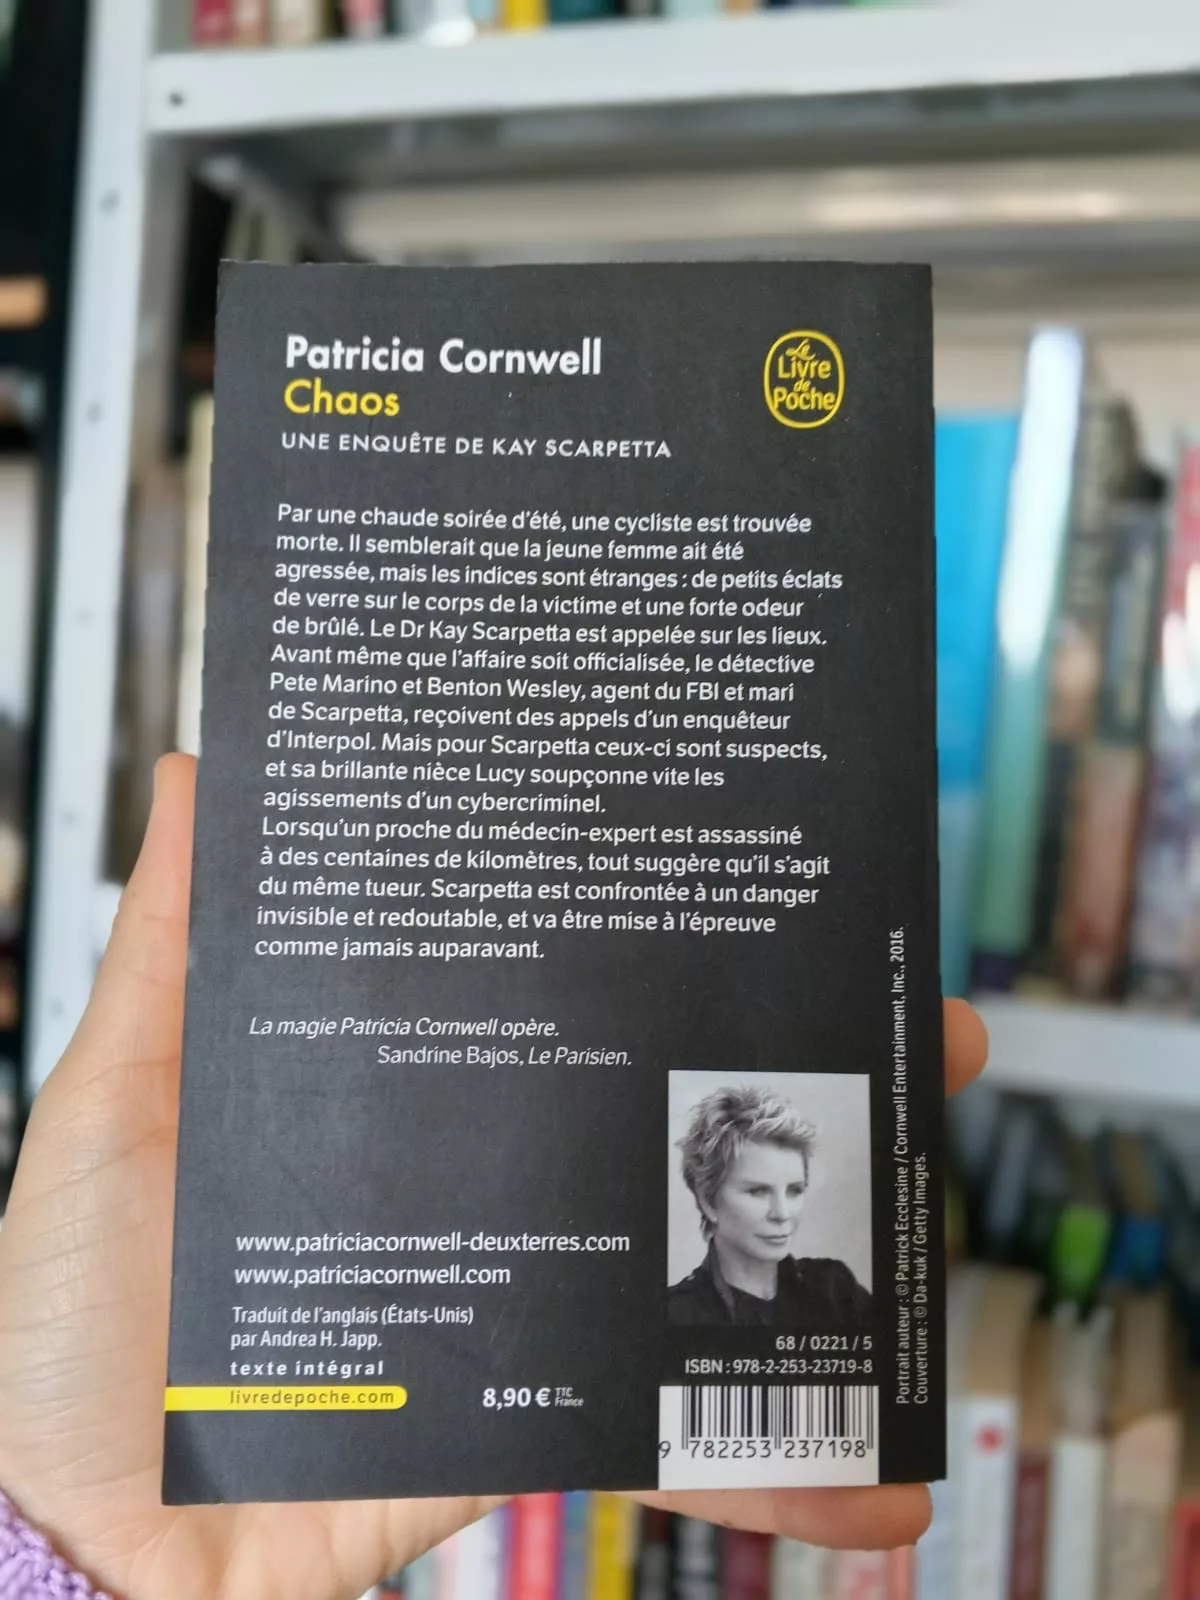 Patricia Cornwell
Chaos
UNE ENQUÊTE DE KAY SCARPETTA
Le
Livre
de
Poche
Par une chaude soirée d'été, une cycliste est trouvée
morte. Il semblerait que la jeune femme ait été
agressée, mais les indices sont étranges : de petits éclats
de verre sur le corps de la victime et une forte odeur
de brûlé. Le Dr Kay Scarpetta est appelée sur les lieux.
Avant même que l'affaire soit officialisée, le détective
Pete Marino et Benton Wesley, agent du FBI et mari
de Scarpetta, reçoivent des appels d'un enquêteur
d'Interpol. Mais pour Scarpetta ceux-ci sont suspects,
et sa brillante nièce Lucy soupçonne vite les
agissements d'un cybercriminel.
Lorsqu'un proche du médecin-expert est assassiné
à des centaines de kilomètres, tout suggère qu'il s'agit
du même tueur. Scarpetta est confrontée à un danger
invisible et redoutable, et va être mise à l'épreuve
comme jamais auparavant.
La magie Patricia Cornwell opère.
Sandrine Bajos, Le Parisien.
www.patriciacornwell-deuxterres.com
www.patriciacornwell.com
Traduit de l'anglais (États-Unis)
par Andrea H. Japp.
texte intégral
livredepoche.com
8,90 € TTC
France
68 / 0221 / 5
ISBN : 978-2-253-23719-8
9 782253 237198
Portrait auteur : © Patrick Ecclesine / Cornwell Entertainment, Inc., 2016.
Couverture : © Da-kuk / Getty Images.